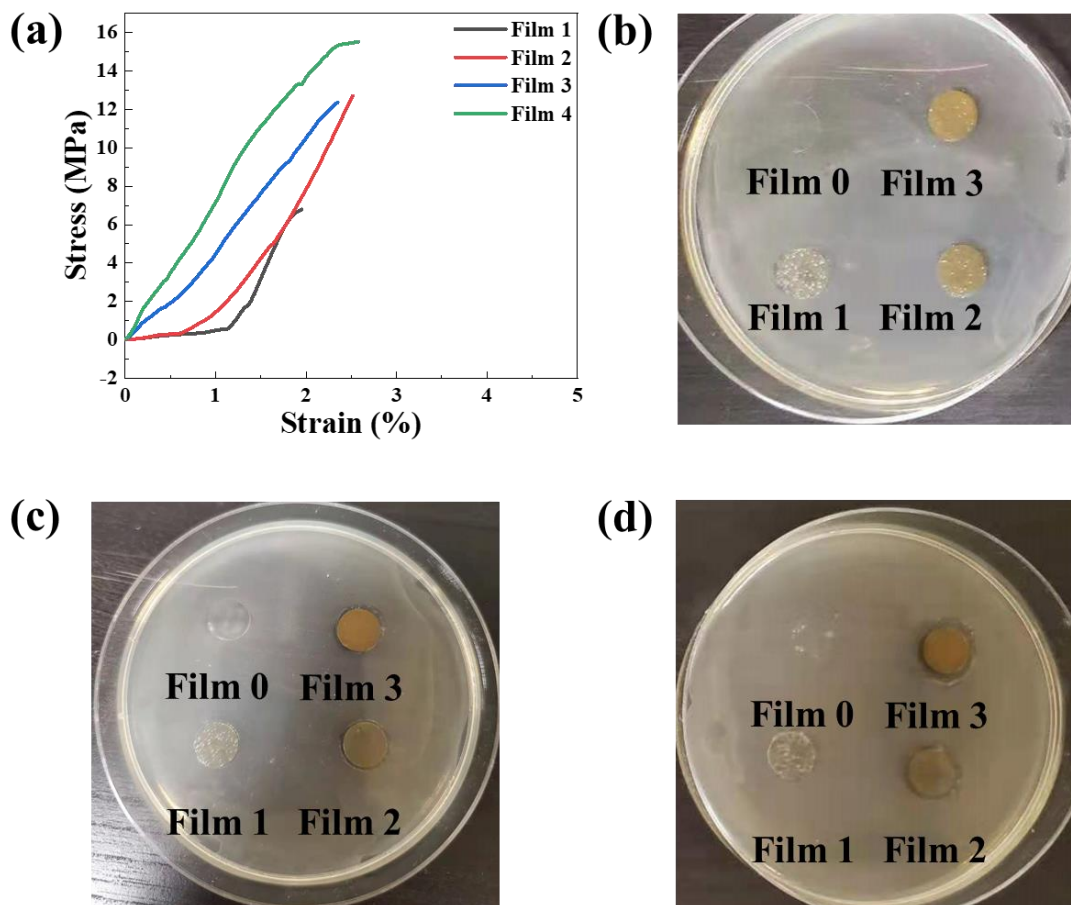 (a)
Stress (MPa)
16
14
12
10
8
6
4
2
0
-2
0 1 2 3 4 5
Strain (%)
Film 1
Film 2
Film 3
Film 4
(b)
Film 0 Film 3
Film 1 Film 2
(c)
Film 0 Film 3
Film 1 Film 2
(d)
Film 0 Film 3
Film 1 Film 2